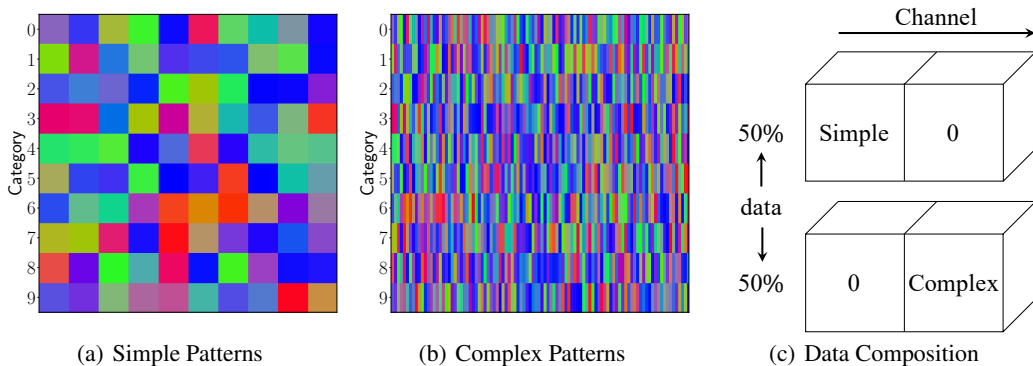 Category
0
1
2
3
4
5
6
7
8
9
(a) Simple Patterns
Category
0
1
2
3
4
5
6
7
8
9
(b) Complex Patterns
Channel
50%
Simple
0
data
50%
0
Complex
(c) Data Composition